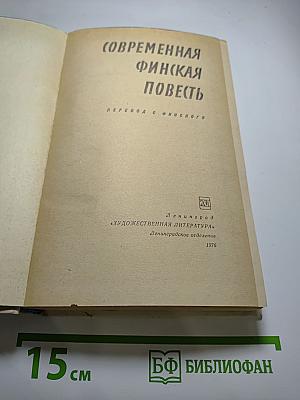 СОВРЕМЕННАЯ
ФИНСКАЯ
ПОВЕСТЬ
ПЕРЕВОД С ФИНСКОГО
Ленинград
«ХУДОЖЕСТВЕННАЯ ЛИТЕРАТУРА»
Ленинградское отделение
1976
15 см
БФ БИБЛИОФАН